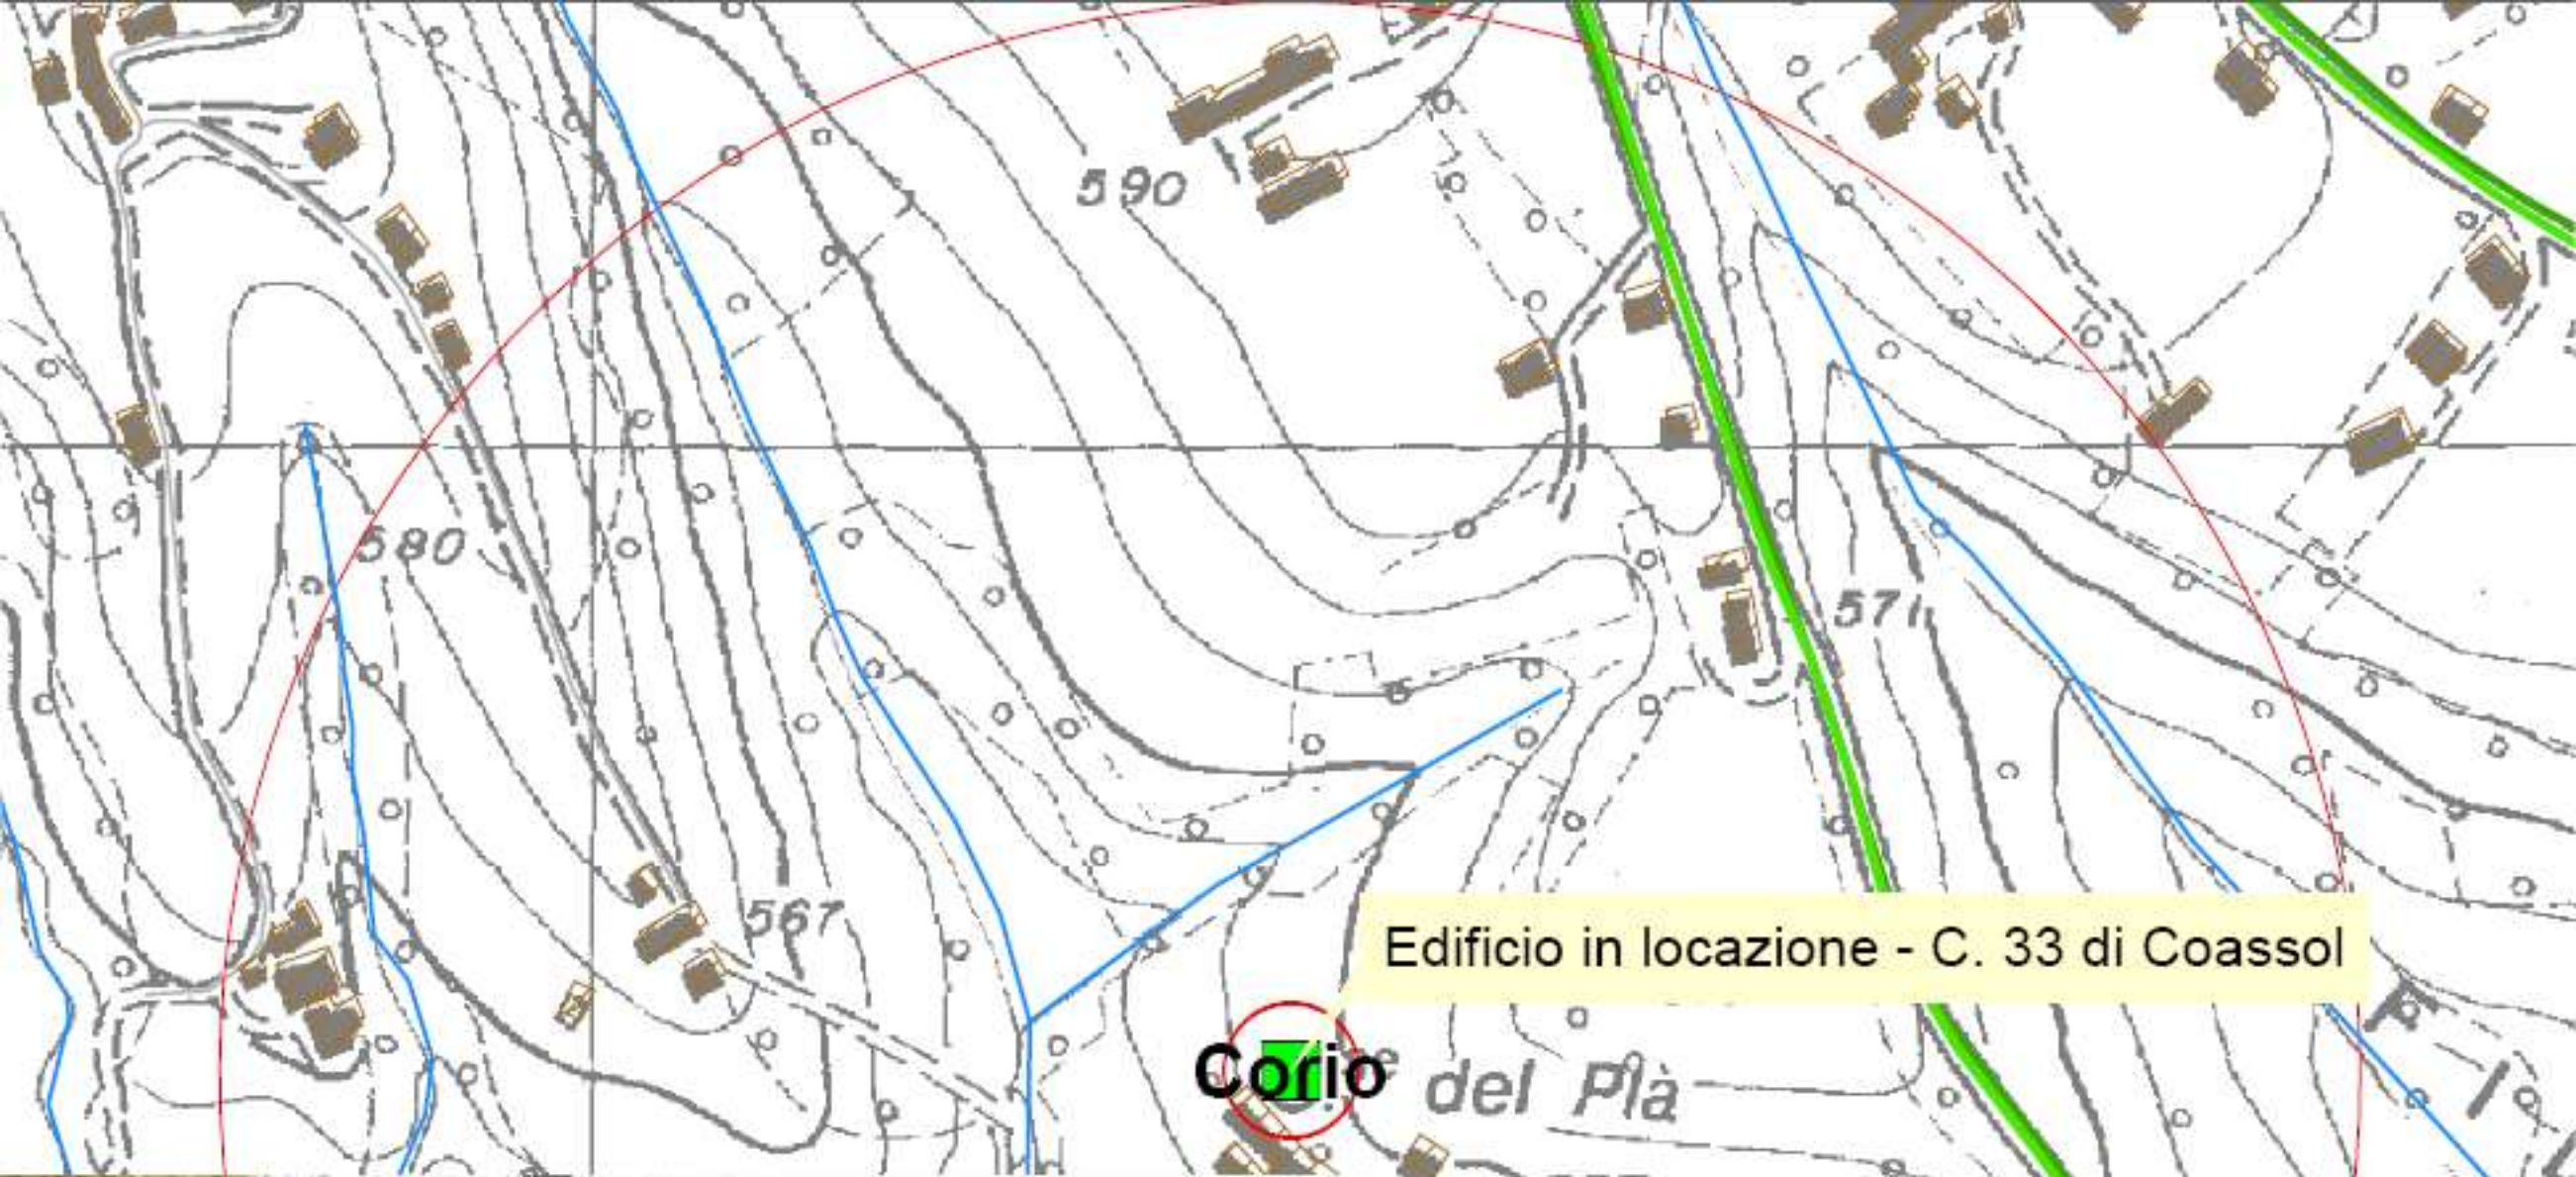 590
580
571
567
Edificio in locazione - C. 33 di Coassol
Corio
del Plà